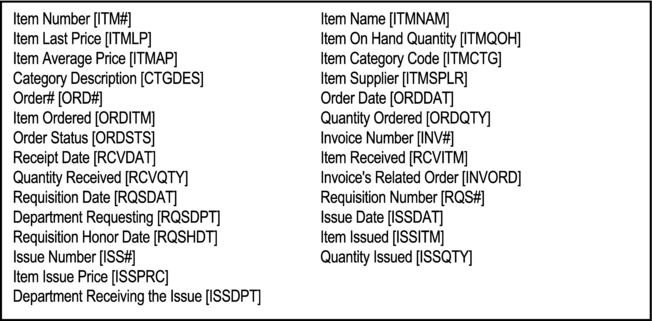 Item Number [ITM#] Item Name [ITMNAM]
Item Last Price [ITMLP] Item On Hand Quantity [ITMQOH]
Item Average Price [ITMAP] Item Category Code [ITMCTG]
Category Description [CTGDES] Item Supplier [ITMSPLR]
Order# [ORD#] Order Date [ORDDAT]
Item Ordered [ORDITM] Quantity Ordered [ORDQTY]
Order Status [ORDSTS] Invoice Number [INV#]
Receipt Date [RCVDAT] Item Received [RCVITM]
Quantity Received [RCVQTY] Invoice's Related Order [INVORD]
Requisition Date [RQSDAT] Requisition Number [RQS#]
Department Requesting [RQSDPT] Issue Date [ISSDAT]
Requisition Honor Date [RQSHDT] Item Issued [ISSITM]
Issue Number [ISS#] Quantity Issued [ISSQTY]
Item Issue Price [ISSPRC]
Department Receiving the Issue [ISSDPT]